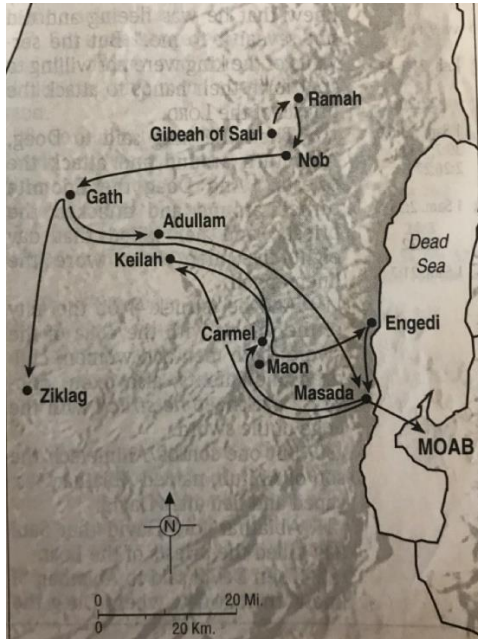 Ramah
Gibeah of Saul
Nob
Gath
Adullam
Keilah
Dead
Sea
Engedi
Carmel
Maon
Masada
Ziklag
MOAB
N
0 20 Mi.
0 20 Km.